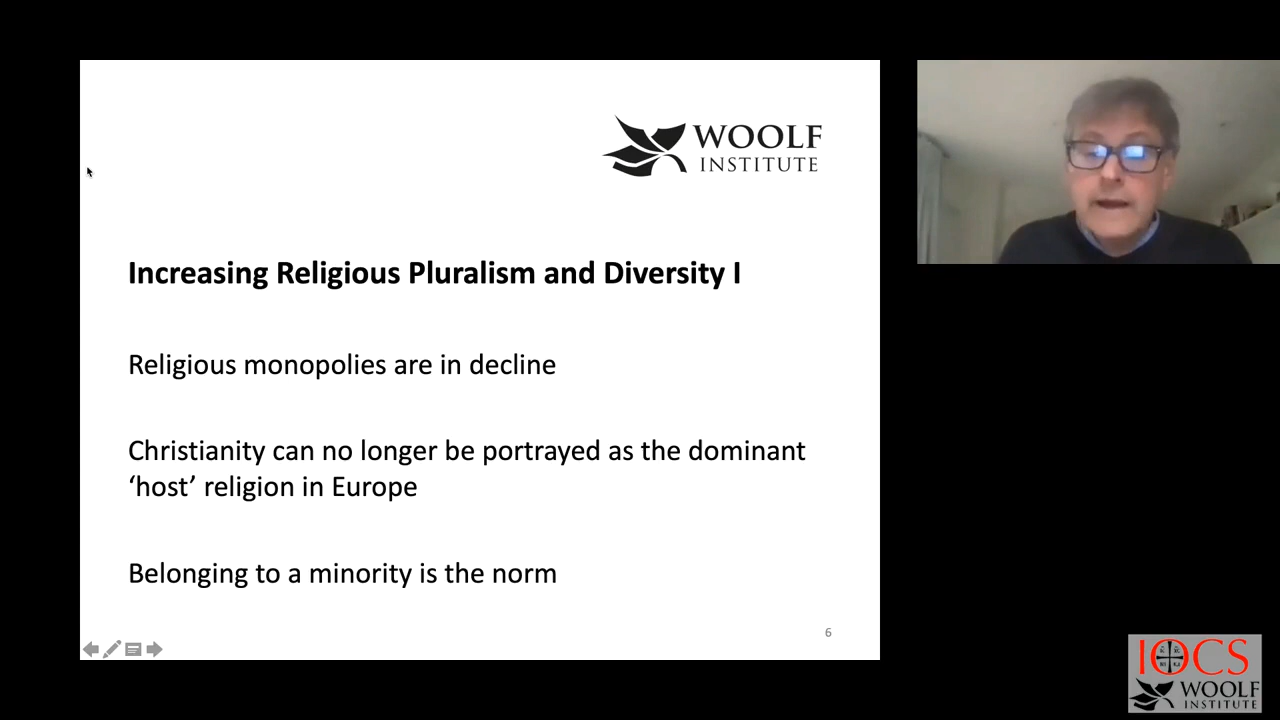 WOOLF
INSTITUTE
Increasing Religious Pluralism and Diversity I
Religious monopolies are in decline
Christianity can no longer be portrayed as the dominant
‘host’ religion in Europe
Belonging to a minority is the norm
6
IOCS
WOOLF
INSTITUTE